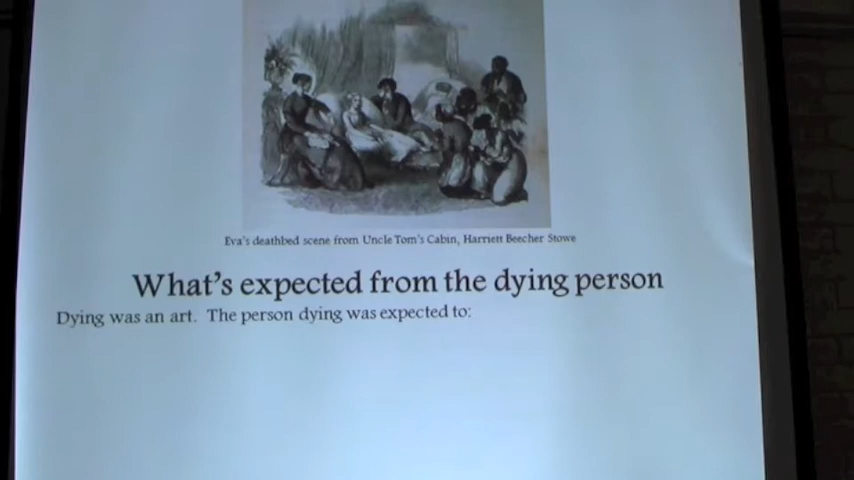 Eva's deathbed scene from Uncle Tom's Cabin, Harriett Beecher Stowe
What's expected from the dying person
Dying was an art. The person dying was expected to: